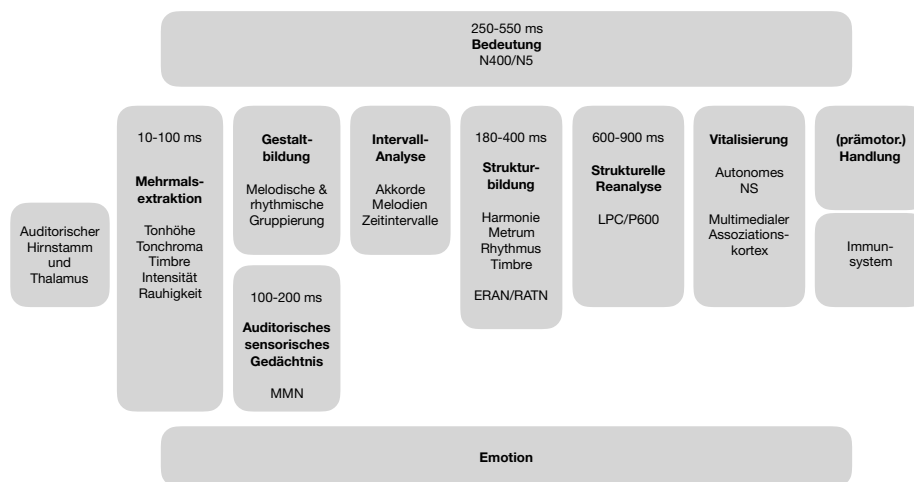 250-550 ms
Bedeutung
N400/N5
Auditorischer
Hirnstamm
und
Thalamus
10-100 ms
Mehrmals-
extraktion
Tonhöhe
Tonchroma
Timbre
Intensität
Rauhigkeit
Gestalt-
bildung
Melodische &
rhythmische
Gruppierung
100-200 ms
Auditorisches
sensorisches
Gedächtnis
MMN
Intervall-
Analyse
Akkorde
Melodien
Zeitintervalle
180-400 ms
Struktur-
bildung
Harmonie
Metrum
Rhythmus
Timbre
ERAN/RATN
600-900 ms
Strukturelle
Reanalyse
LPC/P600
Vitalisierung
Autonomes
NS
Multimedialer
Assoziations-
kortex
(prämotor.)
Handlung
Immun-
system
Emotion